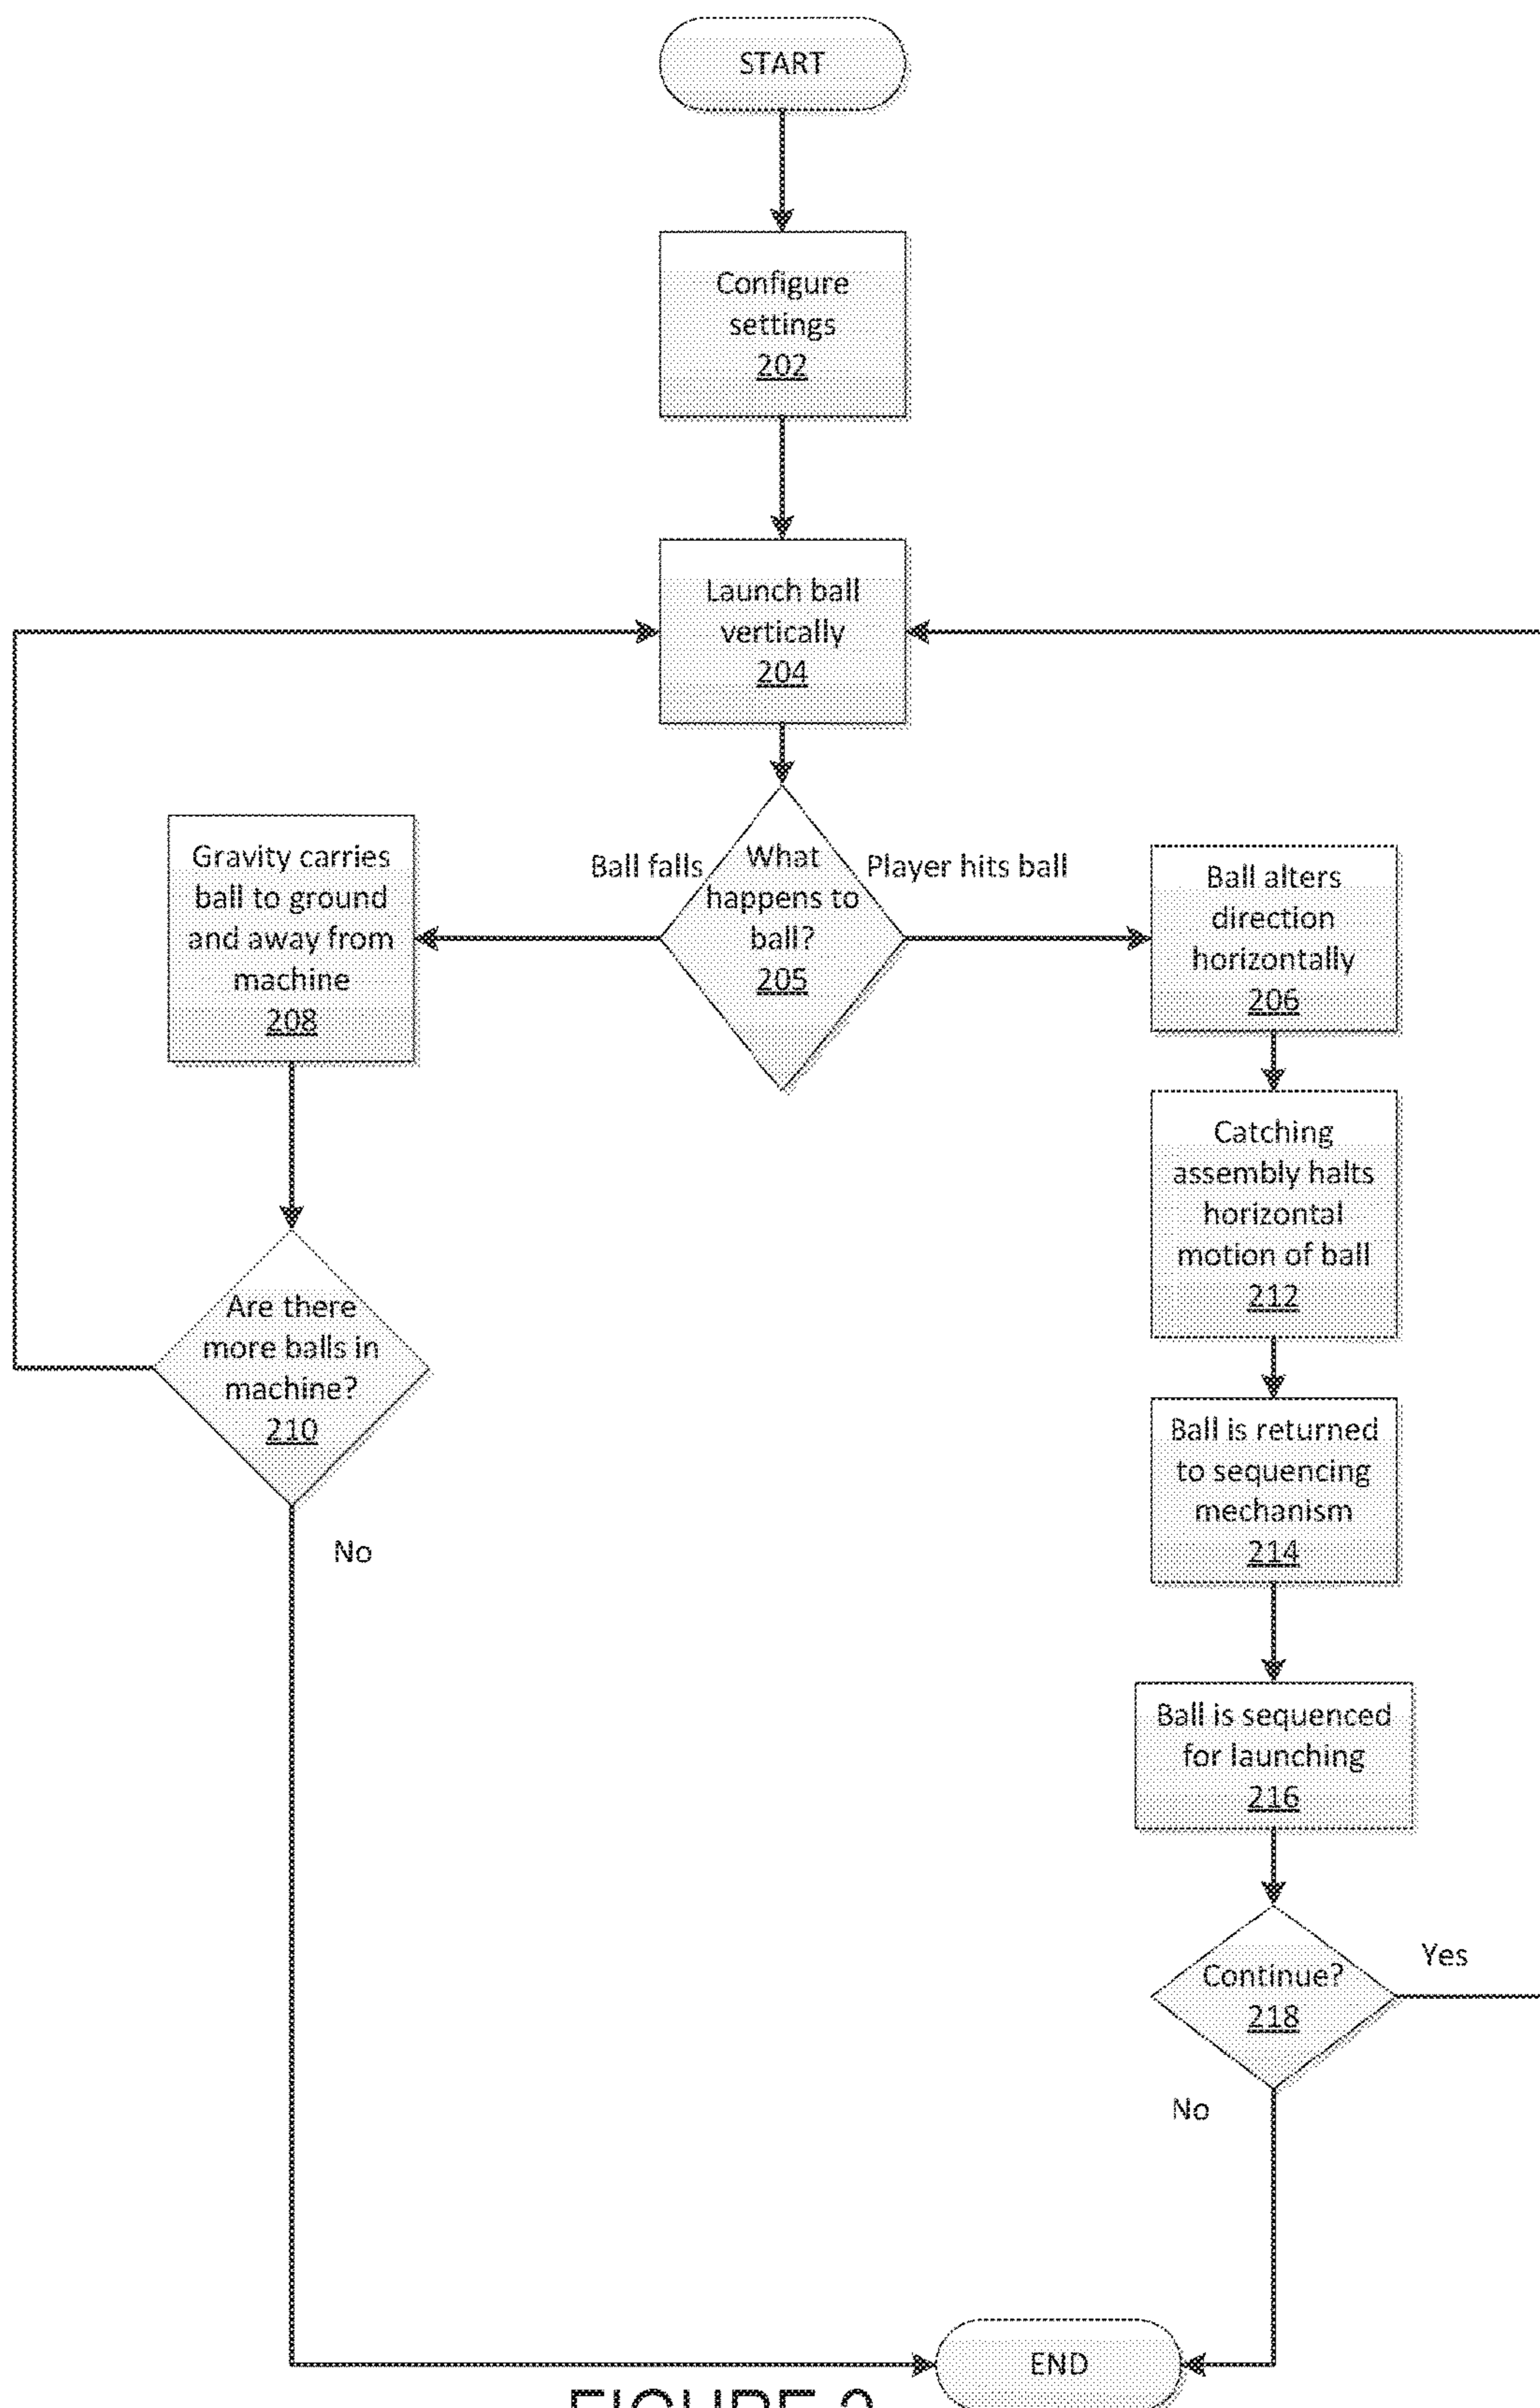 START
Configure
settings
202
Launch ball
vertically
204
Ball falls
What
happens to
ball?
205
Player hits ball
Gravity carries
ball to ground
and away from
machine
208
Ball alters
direction
horizontally
206
Catching
assembly halts
horizontal
motion of ball
212
Are there
more balls in
machine?
210
No
Ball is returned
to sequencing
mechanism
214
Ball is sequenced
for launching
216
Continue?
218
Yes
No
END
FIGURE